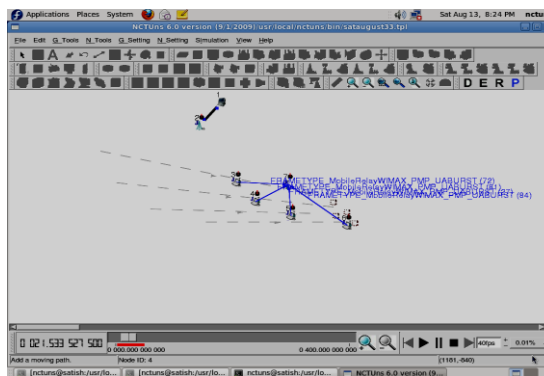 Applications Places System Sat Aug 13, 8:24 PM nctu
NCTUns 6.0 version (9.1.2009):usr.local/nctuns/bin/sataugust33.tpl
File Edit G_Tools N_Tools G_Setting N_Setting Simulation View Help
D E R P
1
2
FRAMETYPE_MobileRelayWIMAX_PMP_UABURST (72)
FRAMETYPE_MobileRelayWIMAX_PMP_UABURST (84)
0 021.533 527 500
0 000.000 000 000
0 400.000 000 000
40fps
0.01%
Add a moving path.
Node ID: 4
(1181,-840)
[nctuns@satish:/usr/lo... [nctuns@satish:/usr/lo... nctuns@satish:/usr/lo... NCTUns 6.0 version (9...